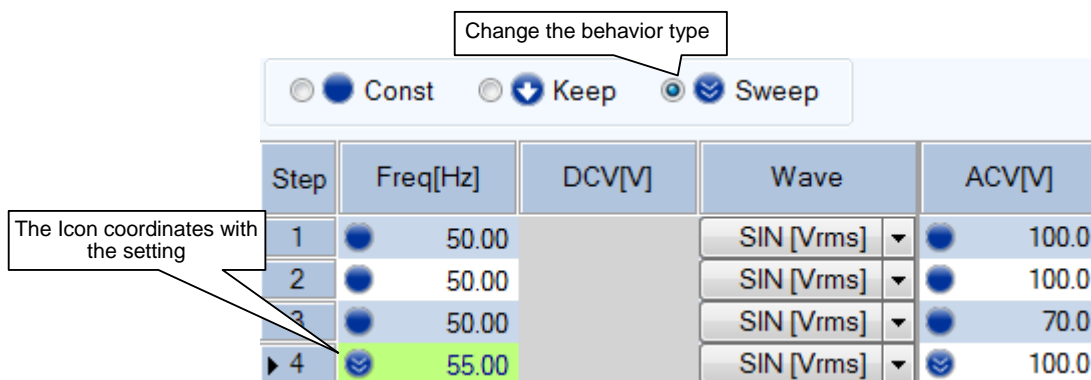 Change the behavior type
Const Keep Sweep
Step Freq[Hz] DCV[V] Wave ACV[V]
The Icon coordinates with
the setting
1 50.00 SIN [Vrms] 100.0
2 50.00 SIN [Vrms] 100.0
3 50.00 SIN [Vrms] 70.0
4 55.00 SIN [Vrms] 100.0